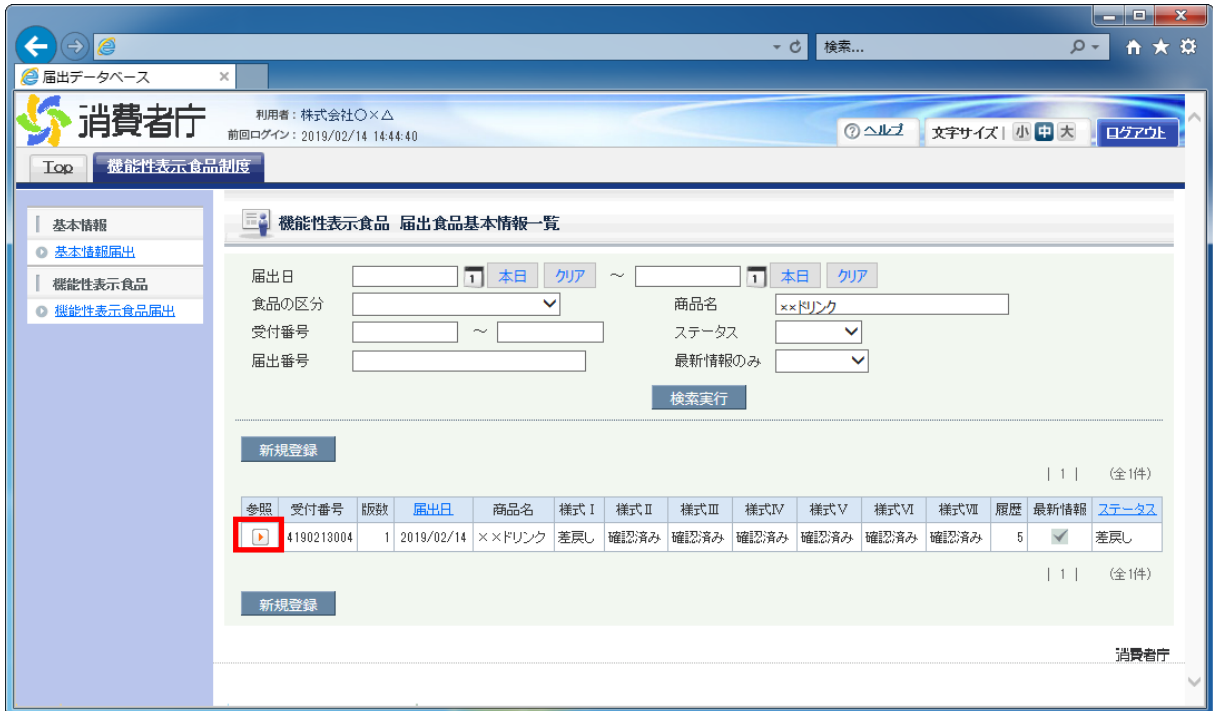 検索...
届出データベース
消費者庁 利用者：株式会社〇×△
前回ログイン：2019/02/14 14:44:40
ヘルプ 文字サイズ | 小 中 大 ログアウト
Top 機能性表示食品制度
基本情報
基本情報届出
機能性表示食品
機能性表示食品届出
機能性表示食品 届出食品基本情報一覧
届出日 1 本日 クリア ～ 1 本日 クリア
食品の区分 商品名 ××ドリンク
受付番号 ～ ステータス
届出番号 最新情報のみ
検索実行
新規登録
| 1 | (全1件)
参照 受付番号 版数 届出日 商品名 様式Ⅰ 様式Ⅱ 様式Ⅲ 様式Ⅳ 様式Ⅴ 様式Ⅵ 様式Ⅶ 履歴 最新情報 ステータス
4190213004 1 2019/02/14 ××ドリンク 差戻し 確認済み 確認済み 確認済み 確認済み 確認済み 確認済み 5 差戻し
| 1 | (全1件)
新規登録
消費者庁